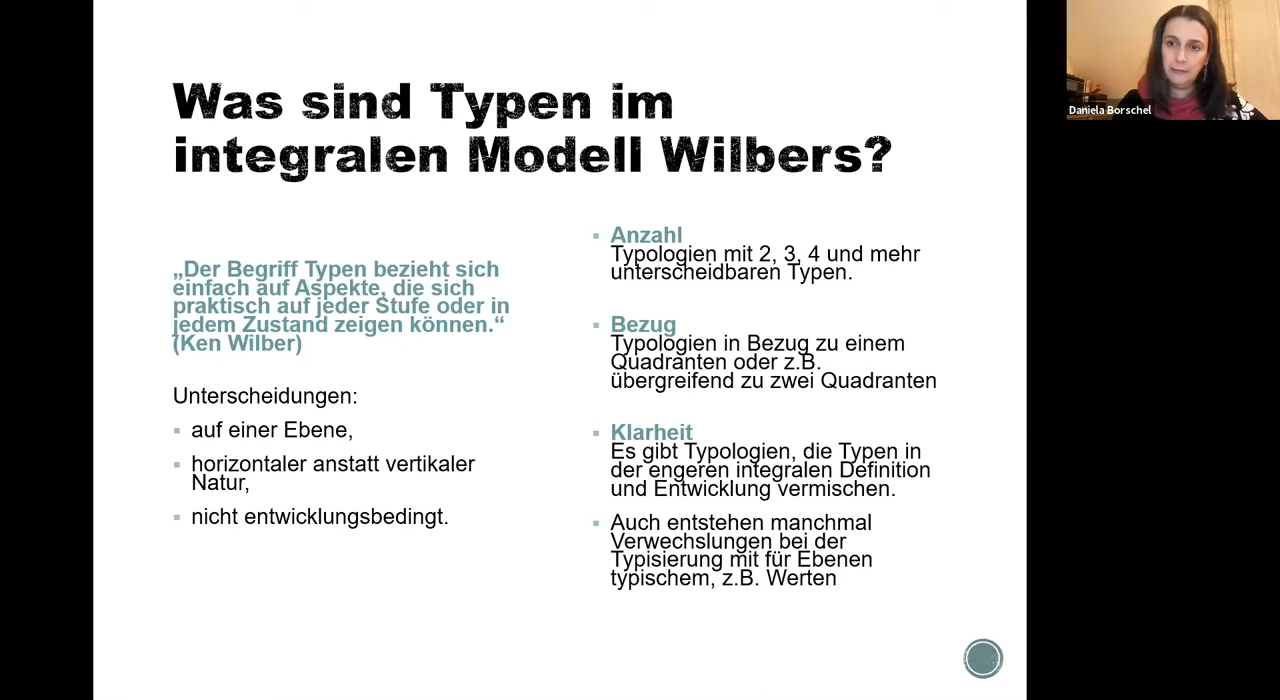 Was sind Typen im
integralen Modell Wilbers?
„Der Begriff Typen bezieht sich
einfach auf Aspekte, die sich
praktisch auf jeder Stufe oder in
jedem Zustand zeigen können.“
(Ken Wilber)
Unterscheidungen:
▪ auf einer Ebene,
▪ horizontaler anstatt vertikaler
Natur,
▪ nicht entwicklungsbedingt.
▪ Anzahl
Typologien mit 2, 3, 4 und mehr
unterscheidbaren Typen.
▪ Bezug
Typologien in Bezug zu einem
Quadranten oder z.B.
übergreifend zu zwei Quadranten
▪ Klarheit
Es gibt Typologien, die Typen in
der engeren integralen Definition
und Entwicklung vermischen.
▪ Auch entstehen manchmal
Verwechslungen bei der
Typisierung mit für Ebenen
typischem, z.B. Werten
Daniela Borschel